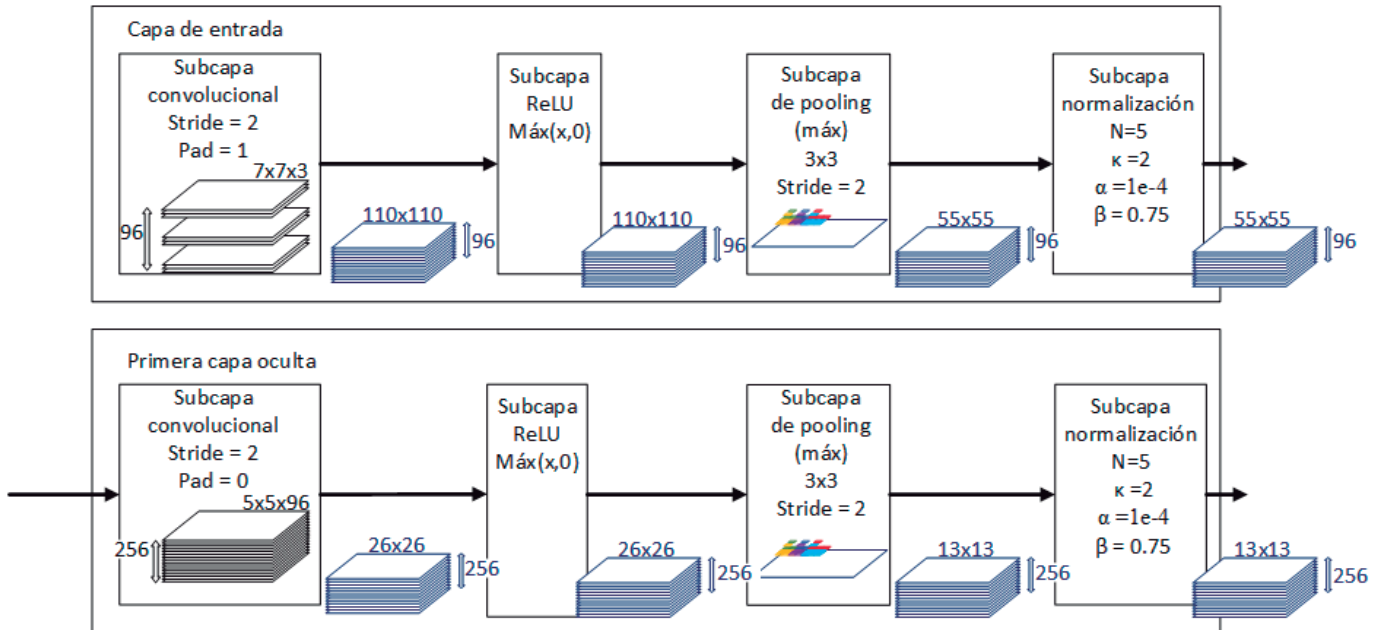 Capa de entrada
Subcapa
convolucional
Stride = 2
Pad = 1
7x7x3
96
110x110
96
Subcapa
ReLU
Máx(x,0)
110x110
96
Subcapa
de pooling
(máx)
3x3
Stride = 2
55x55
96
Subcapa
normalización
N=5
κ =2
α =1e-4
β = 0.75
55x55
96
Primera capa oculta
Subcapa
convolucional
Stride = 2
Pad = 0
5x5x96
256
26x26
256
Subcapa
ReLU
Máx(x,0)
26x26
256
Subcapa
de pooling
(máx)
3x3
Stride = 2
13x13
256
Subcapa
normalización
N=5
κ =2
α =1e-4
β = 0.75
13x13
256